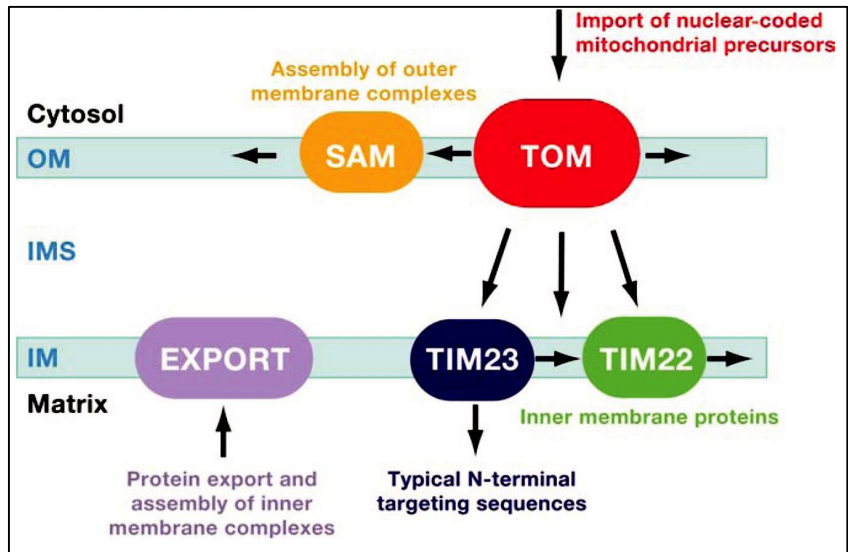 Import of nuclear-coded
mitochondrial precursors
Assembly of outer
membrane complexes
Cytosol
OM
SAM
TOM
IMS
IM
EXPORT
TIM23
TIM22
Matrix
Inner membrane proteins
Protein export and
assembly of inner
membrane complexes
Typical N-terminal
targeting sequences